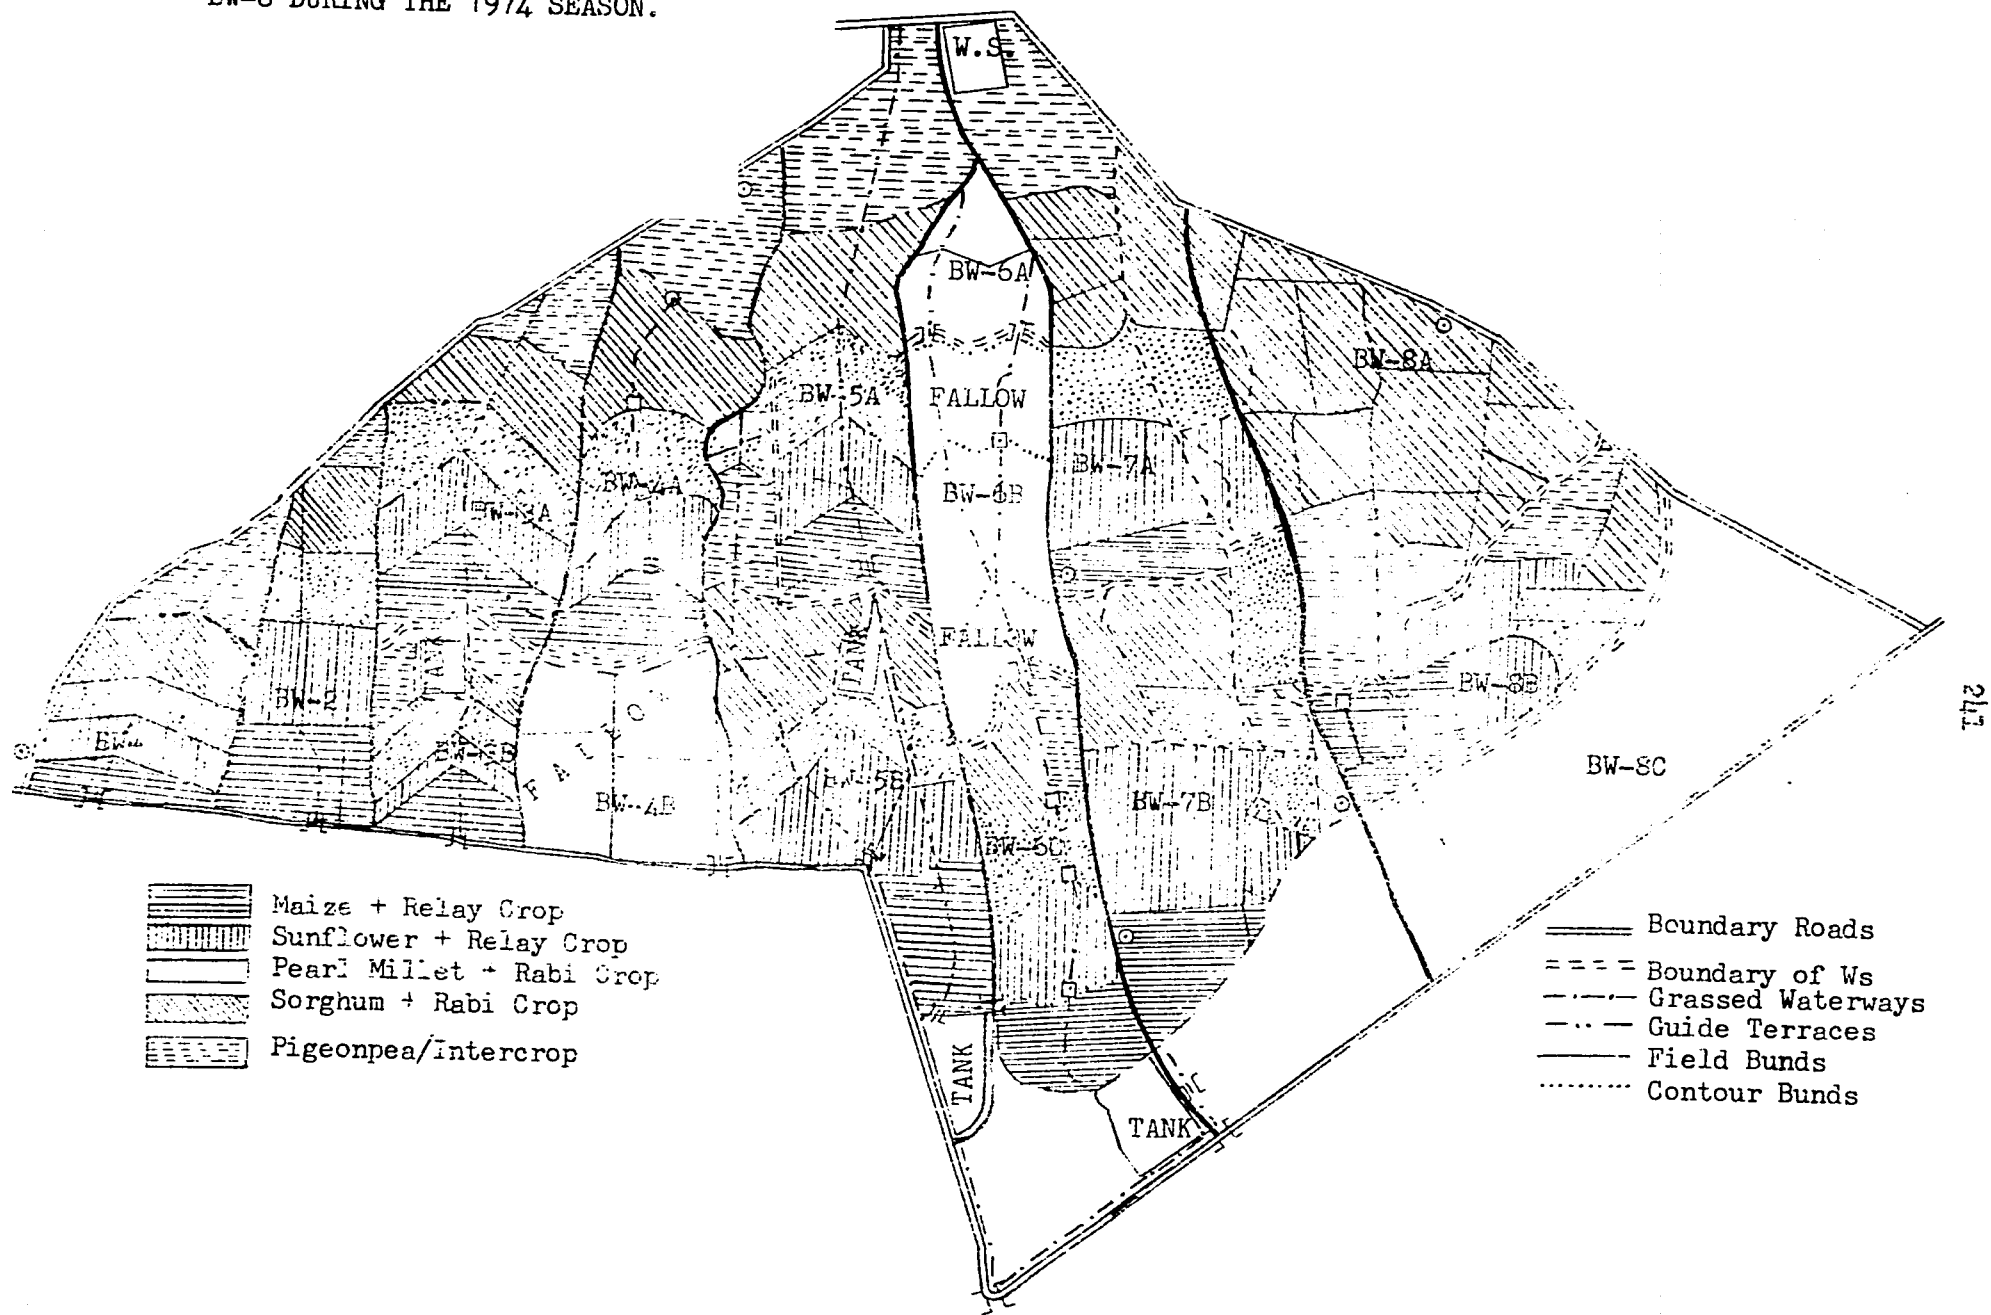 BW-8 DURING THE 1974 SEASON.
W.S.
BW-6A
BW-8A
BW-5A
FALLOW
BW-7A
BW-4A
BW-6B
FALLOW
TANK
TANK
BW-2
BW-8B
241
BW-8C
BW-5B
BW-7B
BW-4B
Maize + Relay Crop
Sunflower + Relay Crop
Pearl Millet + Rabi Crop
Sorghum + Rabi Crop
Pigeonpea/Intercrop
Boundary Roads
Boundary of Ws
Grassed Waterways
Guide Terraces
Field Bunds
Contour Bunds
TANK
TANK